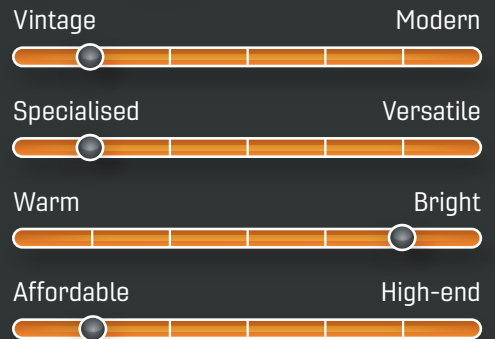 Vintage Modern
Specialised Versatile
Warm Bright
Affordable High-end